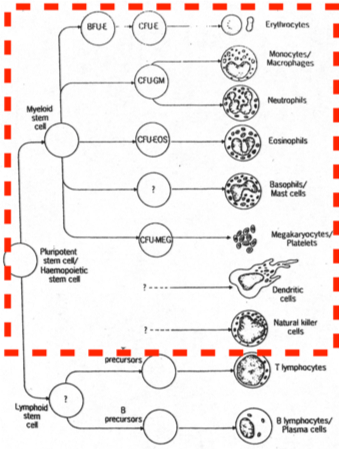 BFU-E
CFU-E
Erythrocytes
Monocytes/
Macrophages
CFU-GM
Neutrophils
Myeloid
stem
cell
CFU-EOS
Eosinophils
?
Basophils/
Mast cells
CFU-MEG
Megakaryocytes
/Platelets
Pluripotent
stem cell/
Haemopoietic
stem cell
?
Dendritic
cells
?
Natural killer
cells
precursors
T lymphocytes
?
Lymphoid
stem
cell
B
precursors
B lymphocytes/
Plasma cells